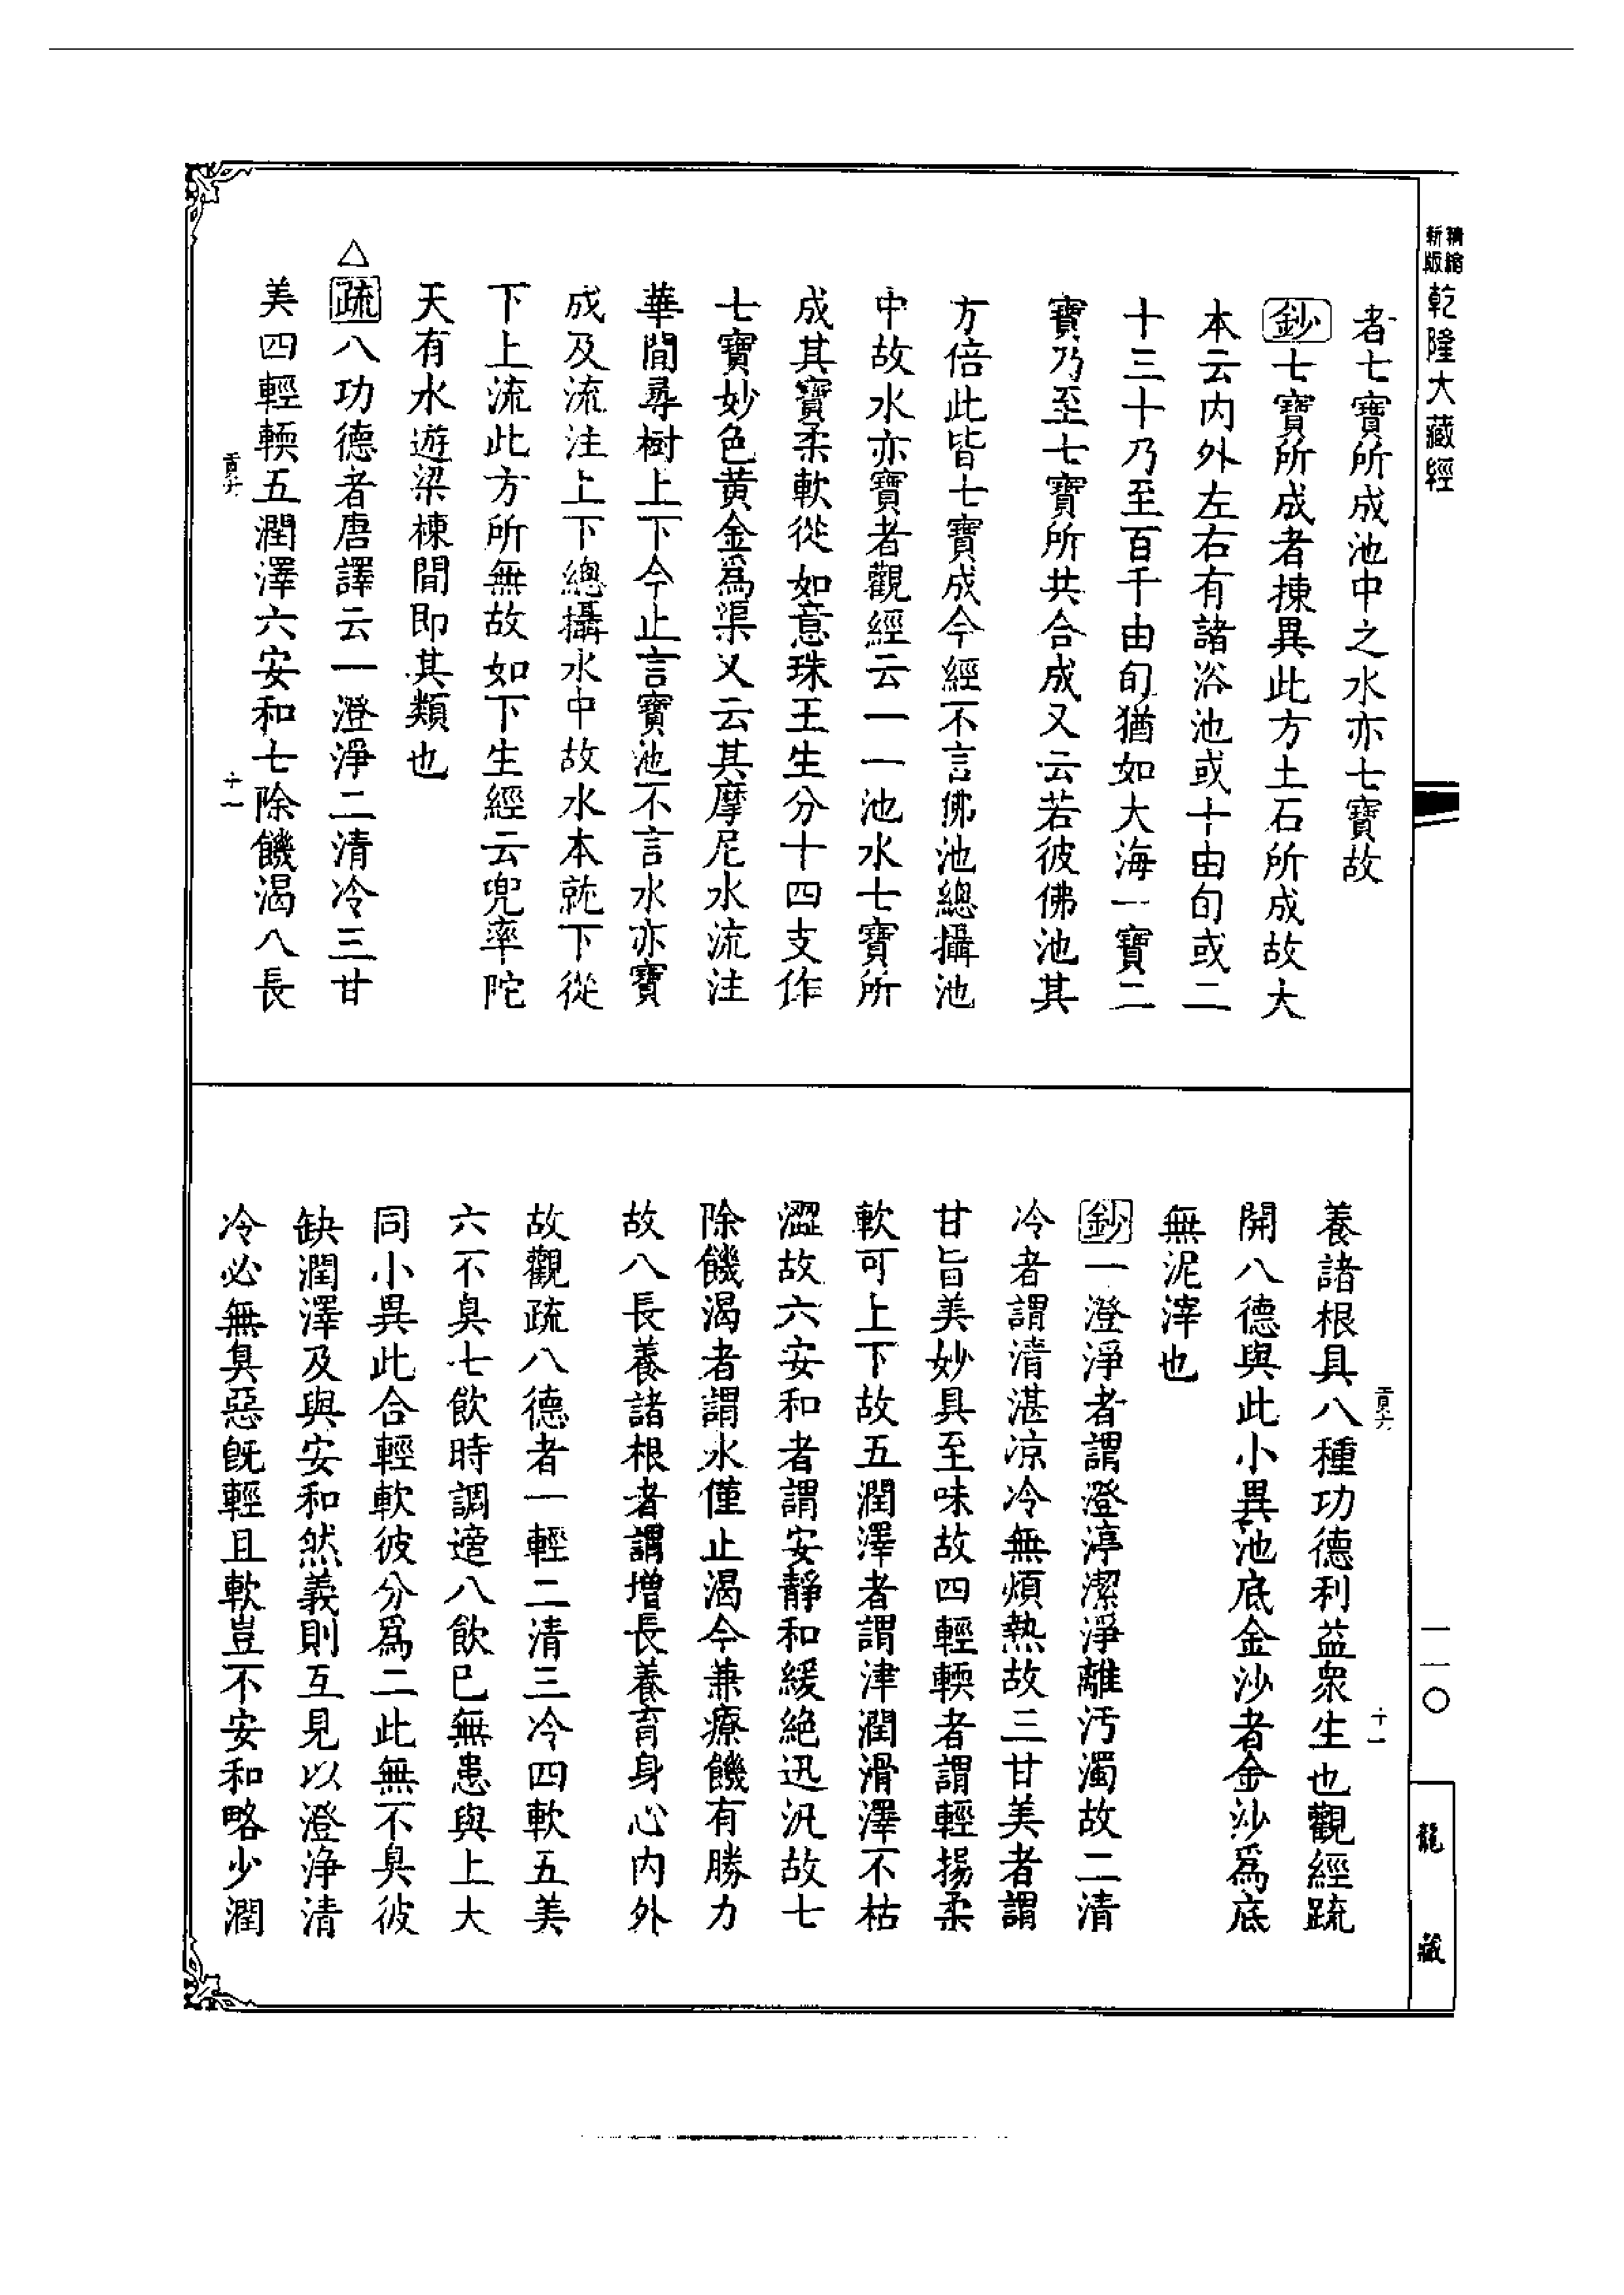 精縮新版乾隆大藏經
者七寶所成池中之水亦七寶故
鈔七寶所成者揀異此方土石所成故大
本云内外左右有諸浴池或十由旬或二
十三十乃至百千由旬猶如大海一寶二
寶乃至七寶所共合成又云若彼佛池其
方倍此皆七寶成今經不言佛池總攝池
中故水亦寶者觀經云一一池水七寶所
成其寶柔軟從如意珠王生分十四支作
七寶妙色黄金爲渠又云其摩尼水流注
華間尋樹上下今止言寶池不言水亦寶
成及流注上下總攝水中故水本就下從
下上流此方所無故如下生經云兜率陀
天有水遊梁棟間即其類也
△疏八功德者唐譯云一澄淨二清冷三甘
美四輕輭五潤澤六安和七除饑渴八長
貢六
十一
養諸根具八種功德利益衆生也觀經疏
開八德與此小異池底金沙者金沙爲底
無泥滓也
鈔一澄淨者謂澄渟潔淨離汚濁故二清
冷者謂清湛凉冷無煩熱故三甘美者謂
甘旨美妙具至味故四輕輭者謂輕揚柔
軟可上下故五潤澤者謂津潤滑澤不枯
澀故六安和者謂安靜和緩絶迅汎故七
除饑渴者謂水僅止渴今兼療饑有勝力
故八長養諸根者謂增長養育身心内外
故觀疏八德者一輕二清三冷四軟五美
六不臭七飲時調適八飲已無患與上大
同小異此合輕軟彼分爲二此無不臭彼
缺潤澤及與安和然義則互見以澄浄清
冷必無臭惡旣輕且軟豈不安和略少潤
貢六
十一
一一〇
龍藏